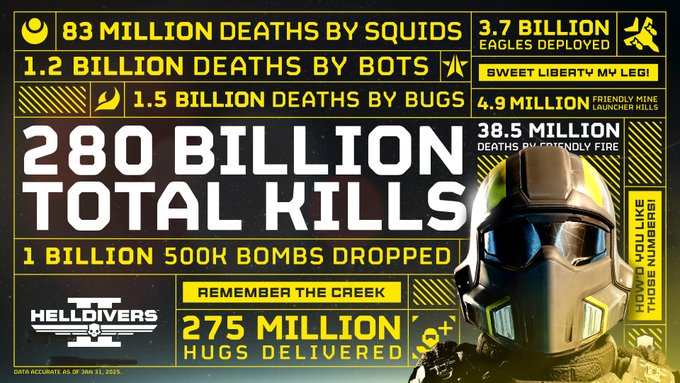 83 MILLION DEATHS BY SQUIDS
1.2 BILLION DEATHS BY BOTS
1.5 BILLION DEATHS BY BUGS
280 BILLION
TOTAL KILLS
1 BILLION 500K BOMBS DROPPED
3.7 BILLION
EAGLES DEPLOYED
SWEET LIBERTY MY LEG!
4.9 MILLION FRIENDLY MINE
LAUNCHER KILLS
38.5 MILLION
DEATHS BY FRIENDLY FIRE
HOW'D YOU LIKE
THOSE NUMBERS!
HELLDIVERS
II
REMEMBER THE CREEK
275 MILLION
HUGS DELIVERED
DATA ACCURATE AS OF JAN 31, 2025.